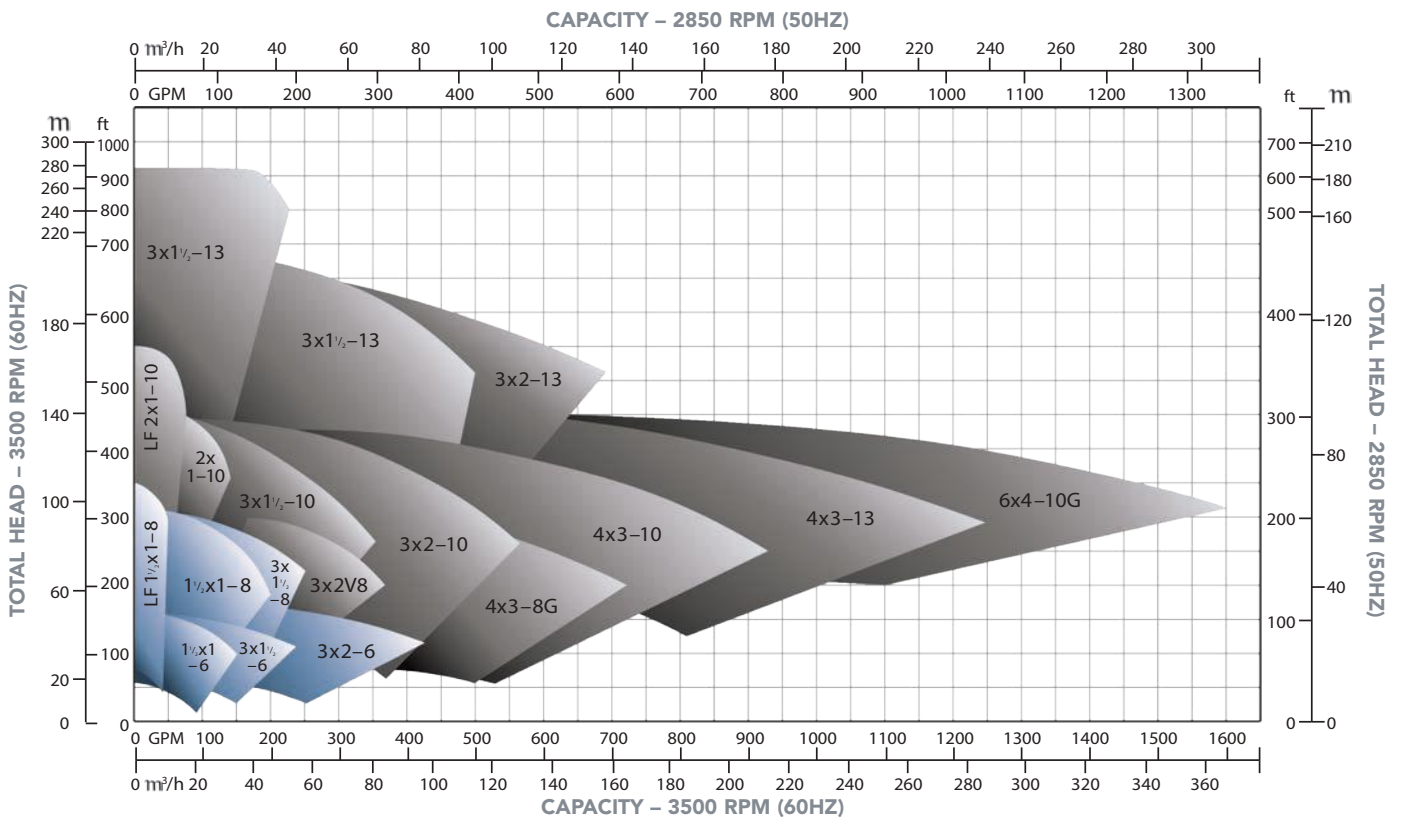 CAPACITY – 2850 RPM (50HZ)
0 m³/h 20 40 60 80 100 120 140 160 180 200 220 240 260 280 300
0 GPM 100 200 300 400 500 600 700 800 900 1000 1100 1200 1300
m ft
ft m
300 1000
280 900
260
240 800
220 700
180 600
500
140
400
100 300
60 200
100
20
0 0
700 210
600 180
500 160
400 120
300 80
200 40
100
0 0
TOTAL HEAD – 3500 RPM (60HZ)
TOTAL HEAD – 2850 RPM (50HZ)
3x1½–13
3x1½–13
3x2–13
LF 2x1–10
2x
1–10
3x1½–10
3x2–10
4x3–10
4x3–13
6x4–10G
LF 1½x1–8
1½x1–8
3x
1½
–8
3x2V8
4x3–8G
1½x1
–6
3x1½
–6
3x2–6
0 GPM 100 200 300 400 500 600 700 800 900 1000 1100 1200 1300 1400 1500 1600
0 m³/h 20 40 60 80 100 120 140 160 180 200 220 240 260 280 300 320 340 360
CAPACITY – 3500 RPM (60HZ)